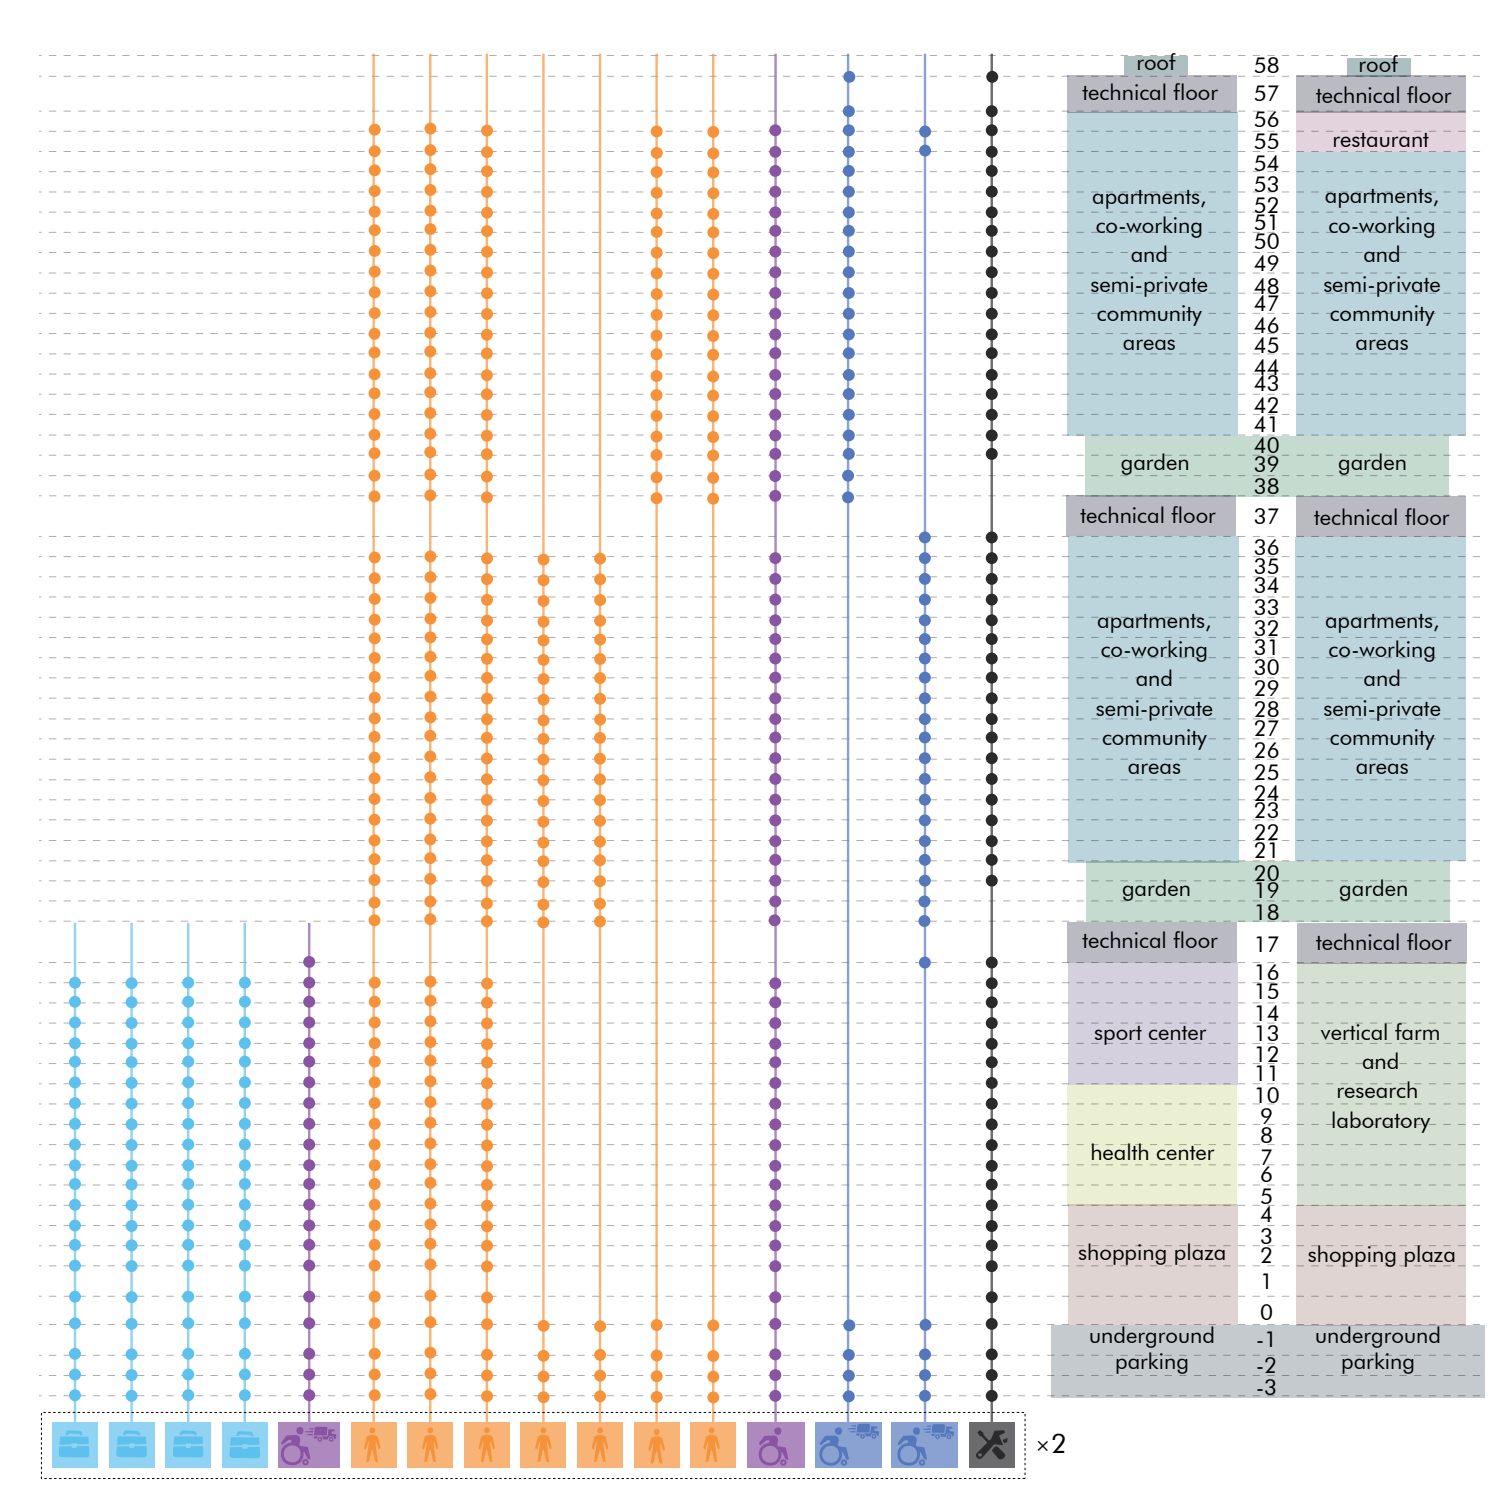 roof 58 roof
technical floor 57 technical floor
56
55 restaurant
54
53
apartments, 52 apartments,
co-working 51 co-working
50
and 49 and
semi-private 48 semi-private
47
community 46 community
areas 45 areas
44
43
42
41
40
garden 39 garden
38
technical floor 37 technical floor
36
35
34
33
apartments, 32 apartments,
co-working 31 co-working
30
and 29 and
semi-private 28 semi-private
27
community 26 community
areas 25 areas
24
23
22
21
20
garden 19 garden
18
technical floor 17 technical floor
16
15
14
sport center 13 vertical farm
12 and
11
10 research
9 laboratory
8
health center 7
6
5
4
3
shopping plaza 2 shopping plaza
1
0
underground -1 underground
parking -2 parking
-3
×2